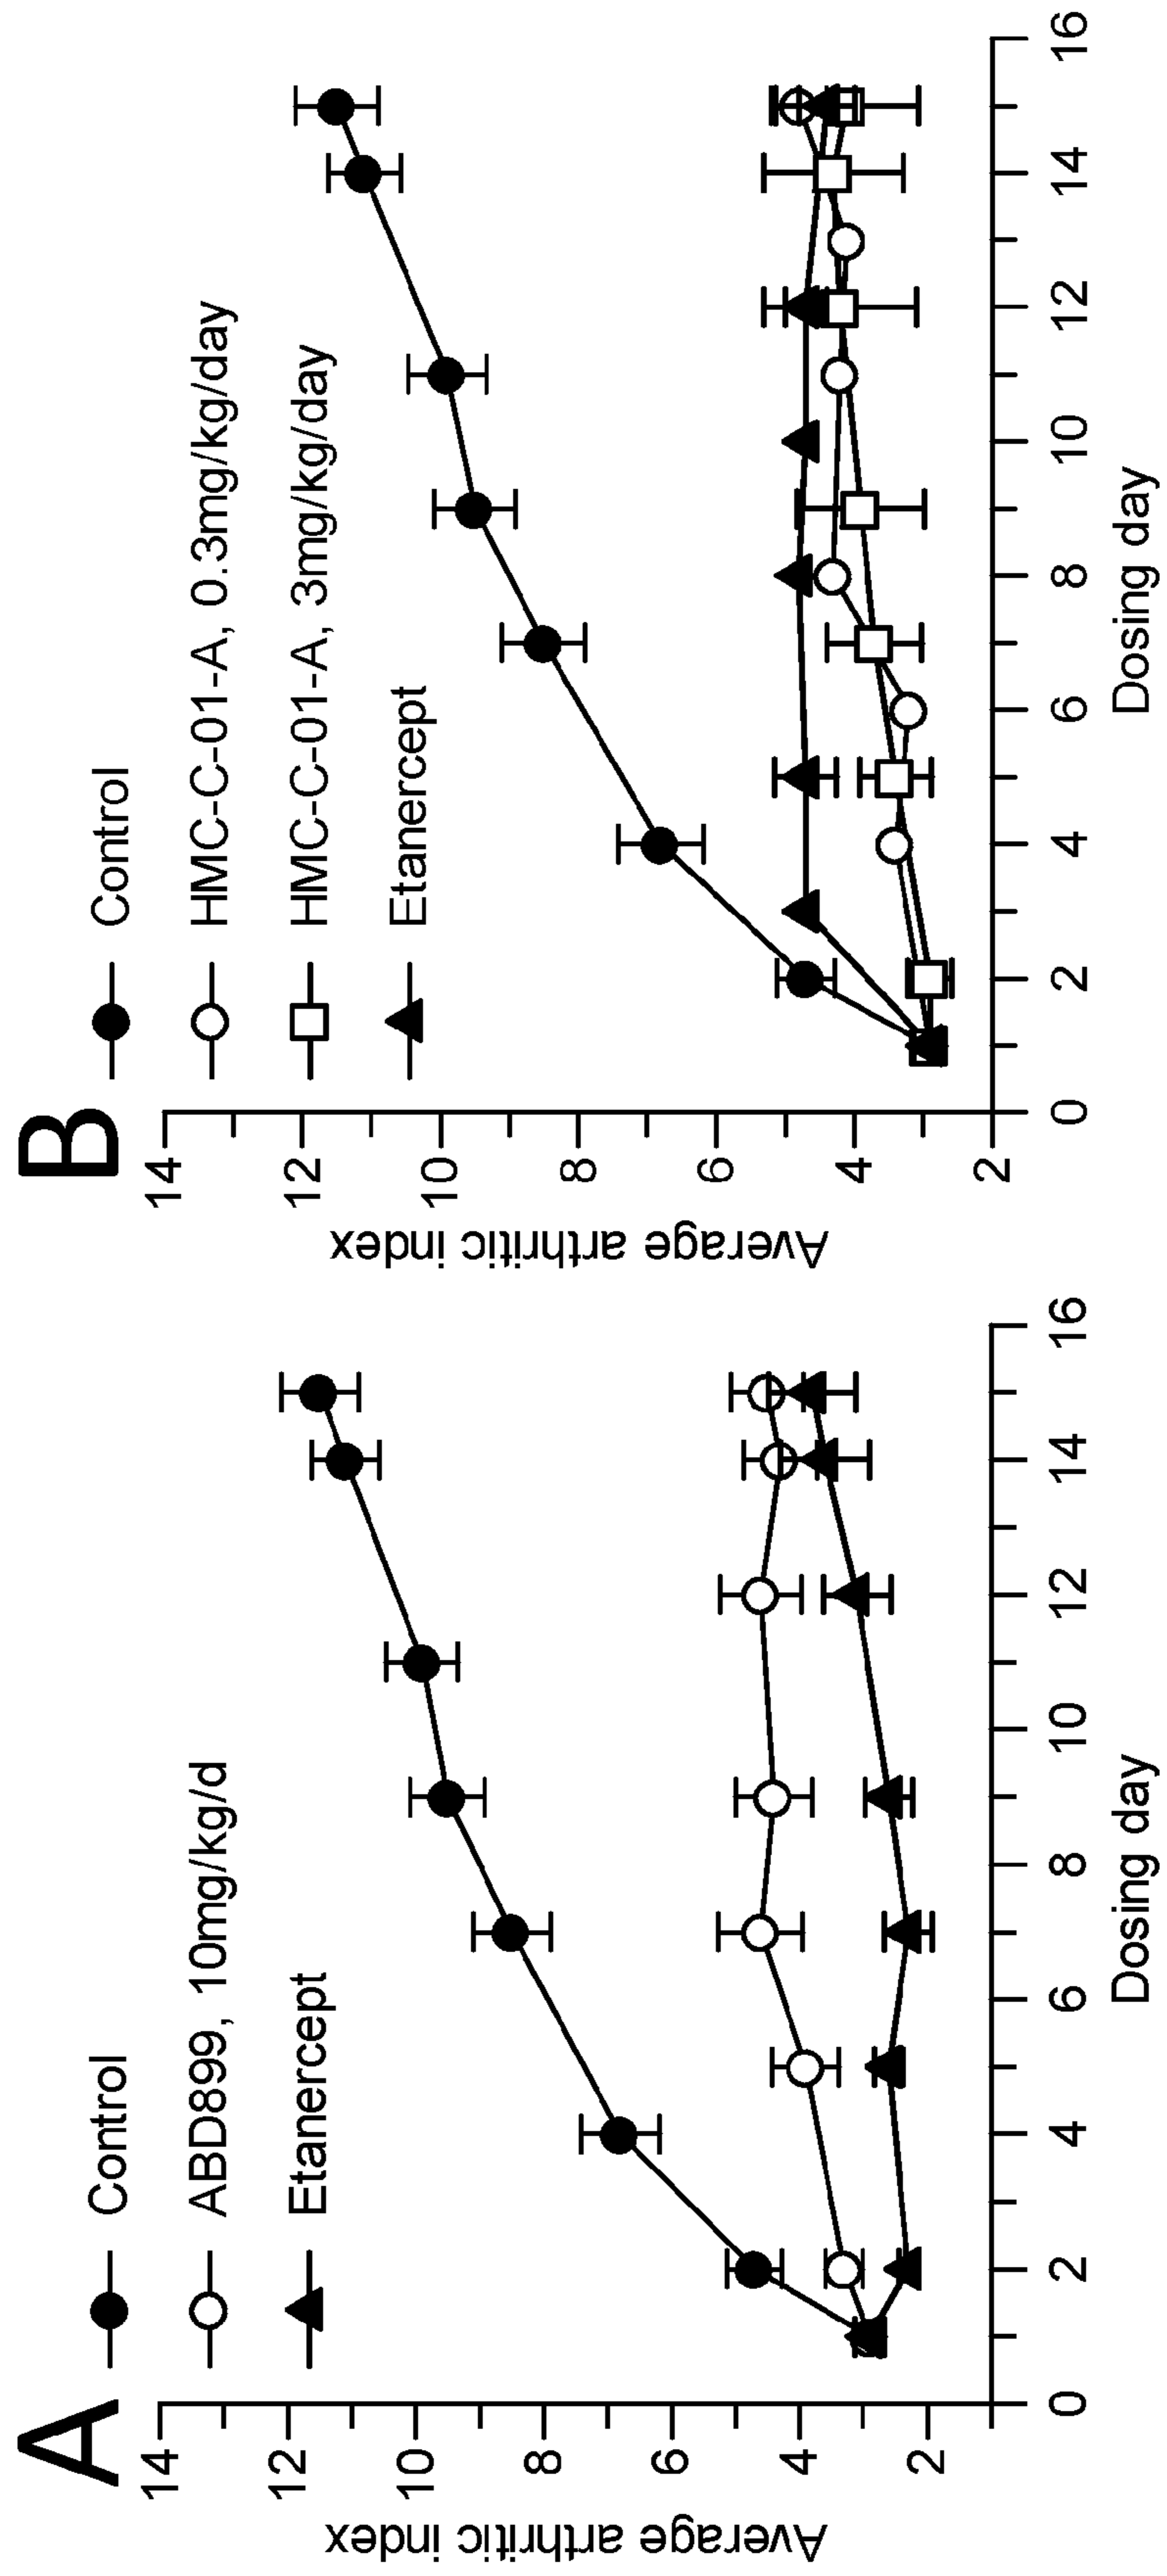 A
Control
ABD899, 10mg/kg/d
Etanercept
Average arthritic index
14
12
10
8
6
4
2
0
2
4
6
8
10
12
14
16
Dosing day
B
Control
HMC-C-01-A, 0.3mg/kg/day
HMC-C-01-A, 3mg/kg/day
Etanercept
Average arthritic index
14
12
10
8
6
4
2
0
2
4
6
8
10
12
14
16
Dosing day